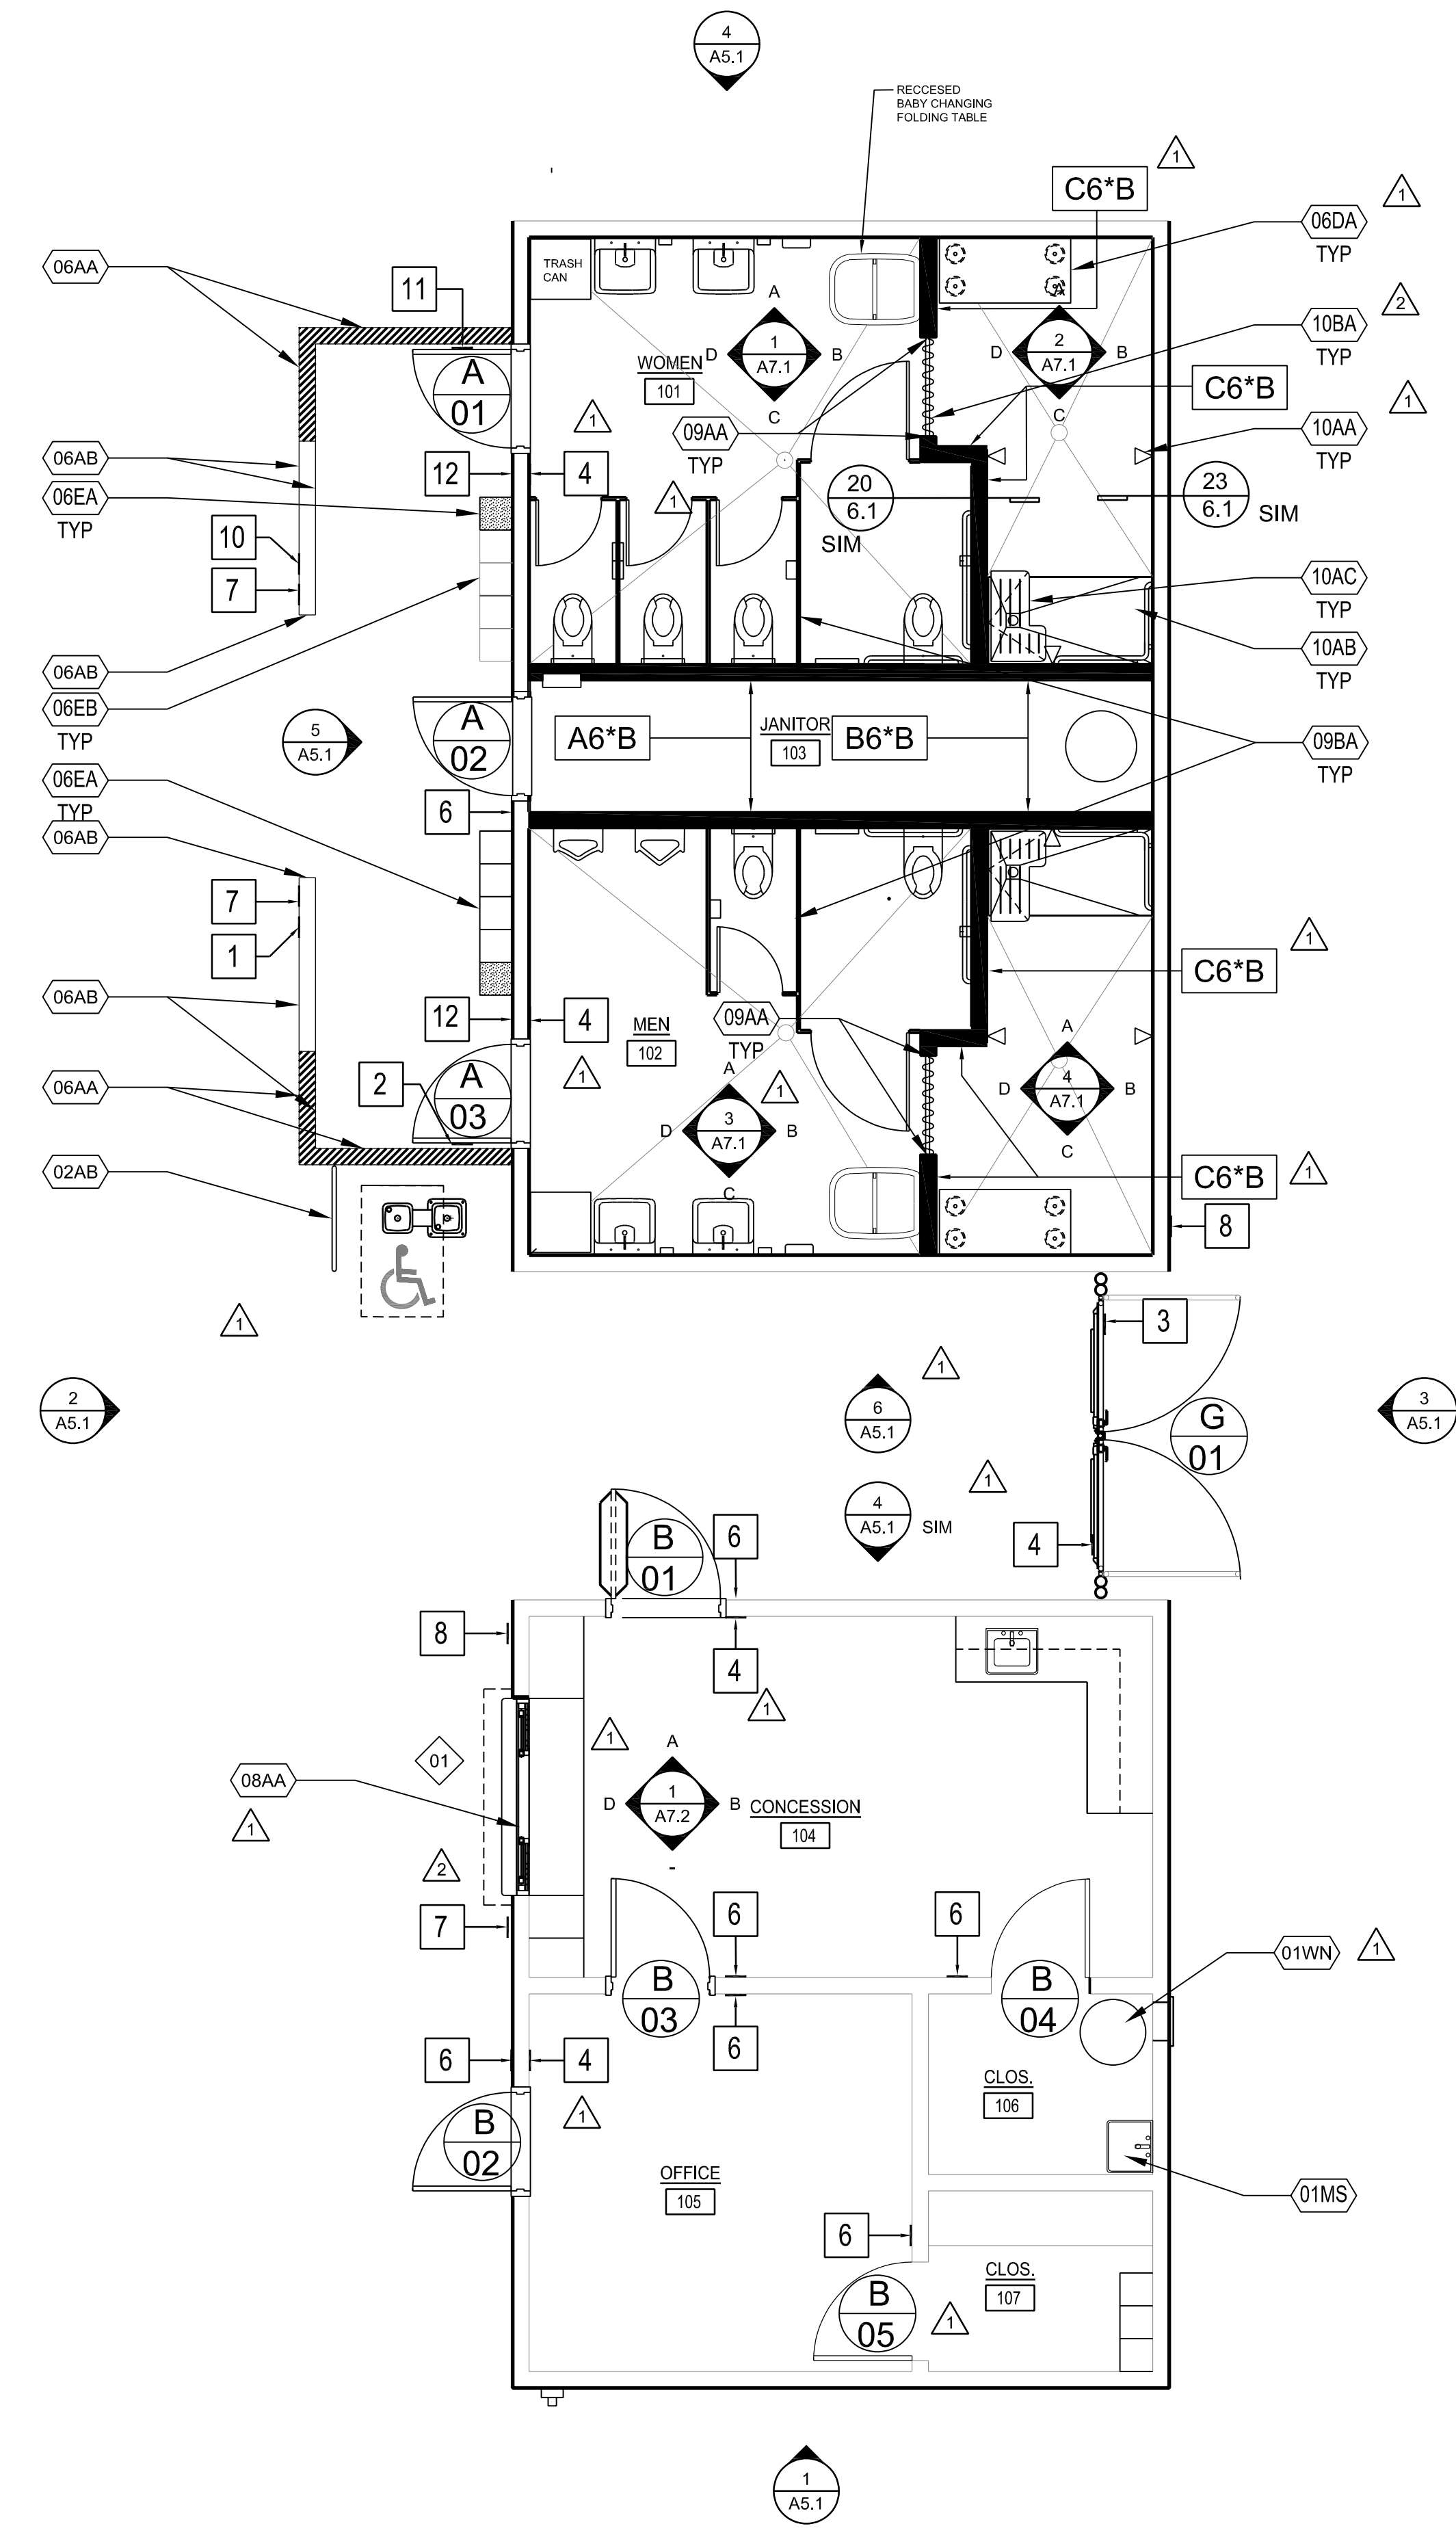 4
A5.1
RECCESED
BABY CHANGING
FOLDING TABLE
1
C6*B
1
06DA
TYP
06AA
11
TRASH
CAN
A
2
10BA
TYP
A
01
WOMEN
101
A
D
1
A7.1
B
C
D
2
A7.1
B
C
C6*B
1
1
09AA
TYP
10AA
TYP
06AB
12
4
06EA
TYP
1
20
6.1
SIM
23
6.1
SIM
10
7
10AC
TYP
10AB
TYP
06AB
06EB
TYP
5
A5.1
A
02
A6*B
JANITOR
103
B6*B
09BA
TYP
06EA
TYP
6
06AB
7
1
1
C6*B
06AB
12
4
MEN
102
09AA
TYP
A
1
A
1
06AA
2
A
03
D
3
A7.1
B
C
D
4
A7.1
B
C
02AB
C6*B
1
8
1
3
1
2
A5.1
6
A5.1
G
01
3
A5.1
1
4
A5.1
SIM
B
01
6
4
8
4
1
1
A
01
08AA
1
D
1
A7.2
B
-
CONCESSION
104
2
7
6
6
01WN
1
B
03
B
04
6
6
4
1
CLOS.
106
B
02
OFFICE
105
01MS
6
CLOS.
107
B
05
1
1
A5.1